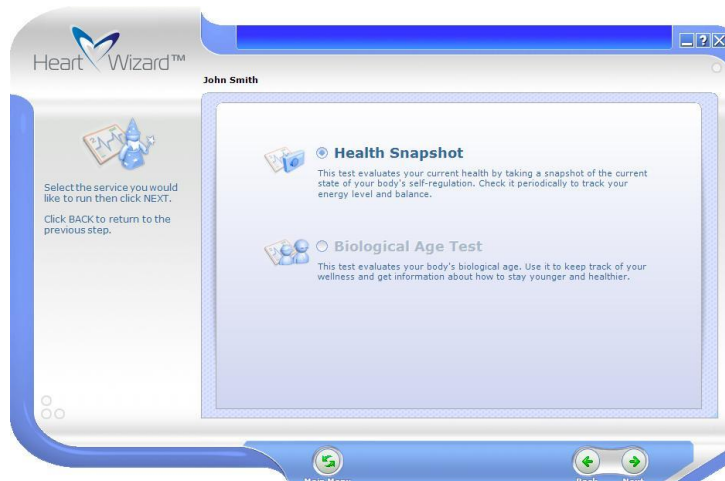 Heart Wizard™
John Smith
Select the service you would
like to run then click NEXT.
Click BACK to return to the
previous step.
Health Snapshot
This test evaluates your current health by taking a snapshot of the current
state of your body's self-regulation. Check it periodically to track your
energy level and balance.
Biological Age Test
This test evaluates your body's biological age. Use it to keep track of your
wellness and get information about how to stay younger and healthier.
Main Menu
Back
Next